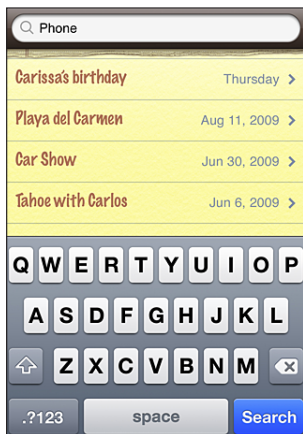 Phone
Carissa's birthday Thursday
Playa del Carmen Aug 11, 2009
Car Show Jun 30, 2009
Tahoe with Carlos Jun 6, 2009
Q W E R T Y U I O P
A S D F G H J K L
Z X C V B N M
.?123 space Search